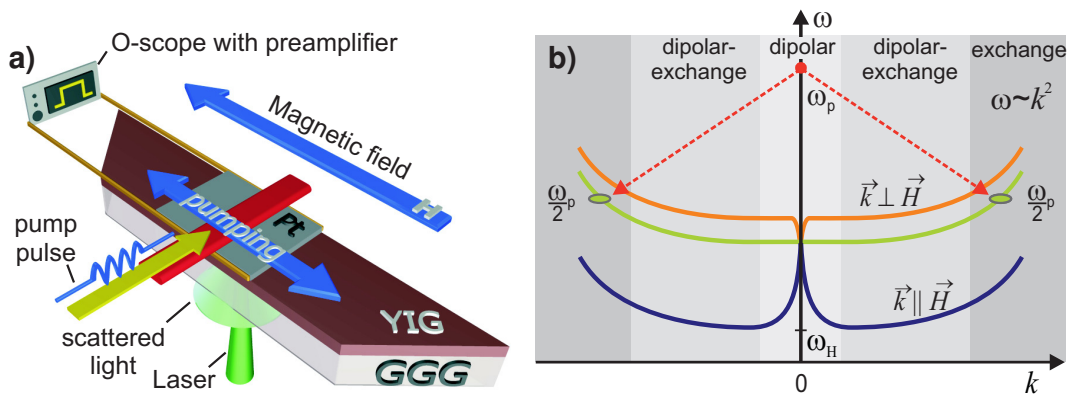 a)
O-scope with preamplifier
Magnetic field
H
pumping
Pt
pump
pulse
scattered
light
Laser
YIG
GGG
b)
ω
dipolar-
exchange
dipolar
dipolar-
exchange
exchange
ω~k²
ωₚ
ωₚ/2
ωₚ/2
k⃗ ⊥ H⃗
k⃗ || H⃗
ω_H
0
k